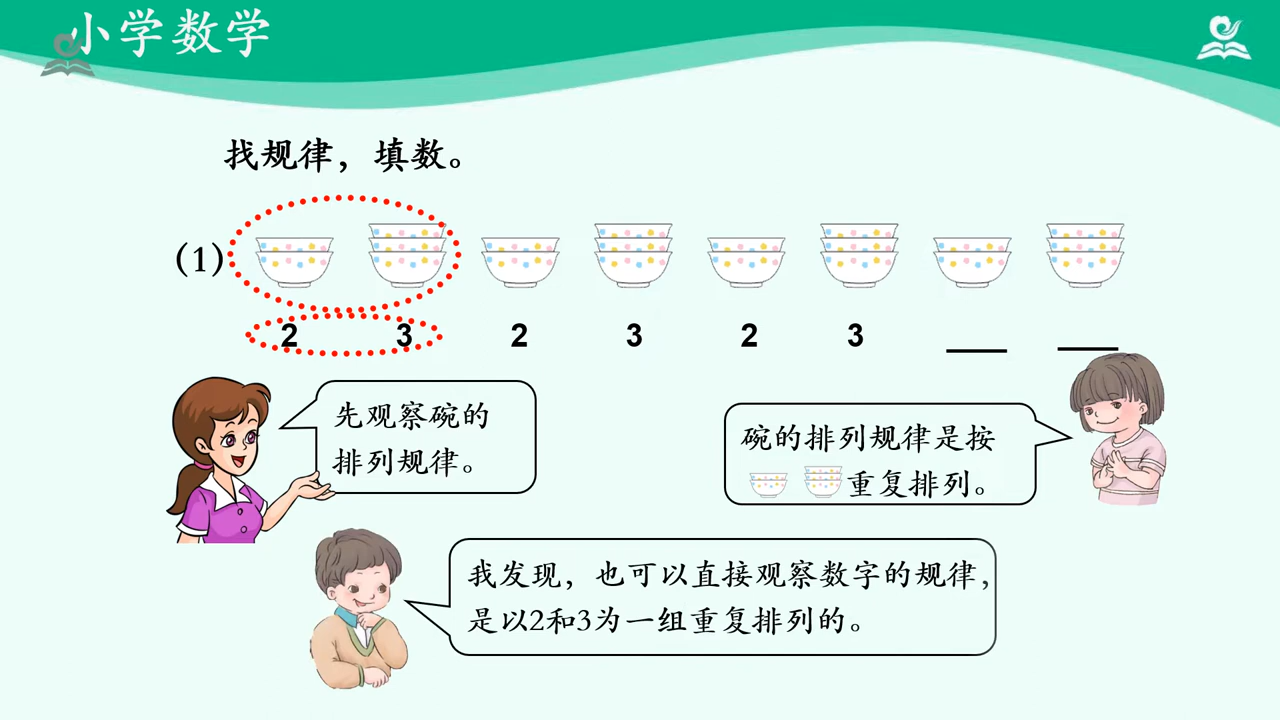 小学数学
找规律，填数。
（1）
2 3 2 3 2 3
先观察碗的
排列规律。
碗的排列规律是按
重复排列。
我发现，也可以直接观察数字的规律，
是以2和3为一组重复排列的。